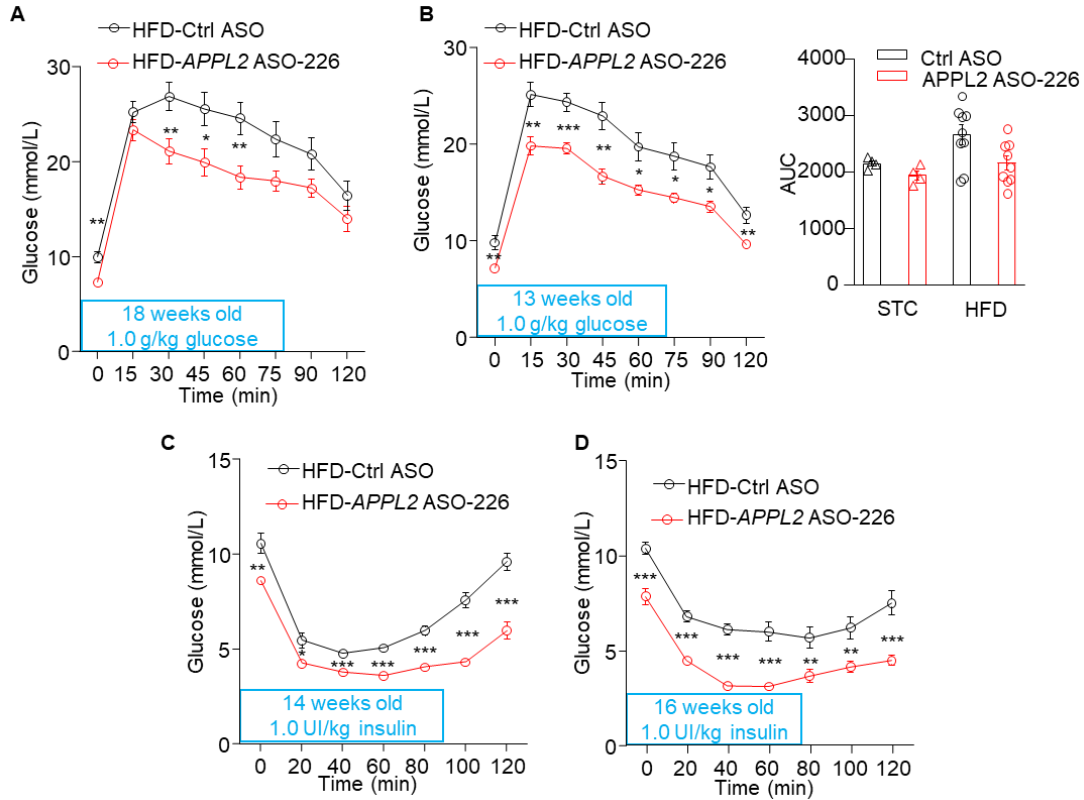 A
HFD-Ctrl ASO
HFD-APPL2 ASO-226
Glucose (mmol/L)
30
20
10
0
**
**
*
**
18 weeks old
1.0 g/kg glucose
0 15 30 45 60 75 90 120
Time (min)
B
HFD-Ctrl ASO
HFD-APPL2 ASO-226
Glucose (mmol/L)
30
20
10
0
**
**
***
**
*
*
*
**
13 weeks old
1.0 g/kg glucose
0 15 30 45 60 75 90 120
Time (min)
Ctrl ASO
APPL2 ASO-226
AUC
4000
3000
2000
1000
0
STC HFD
C
HFD-Ctrl ASO
HFD-APPL2 ASO-226
Glucose (mmol/L)
15
10
5
0
**
*
***
***
***
***
***
14 weeks old
1.0 UI/kg insulin
0 20 40 60 80 100 120
Time (min)
D
HFD-Ctrl ASO
HFD-APPL2 ASO-226
Glucose (mmol/L)
15
10
5
0
***
***
***
***
**
**
***
16 weeks old
1.0 UI/kg insulin
0 20 40 60 80 100 120
Time (min)